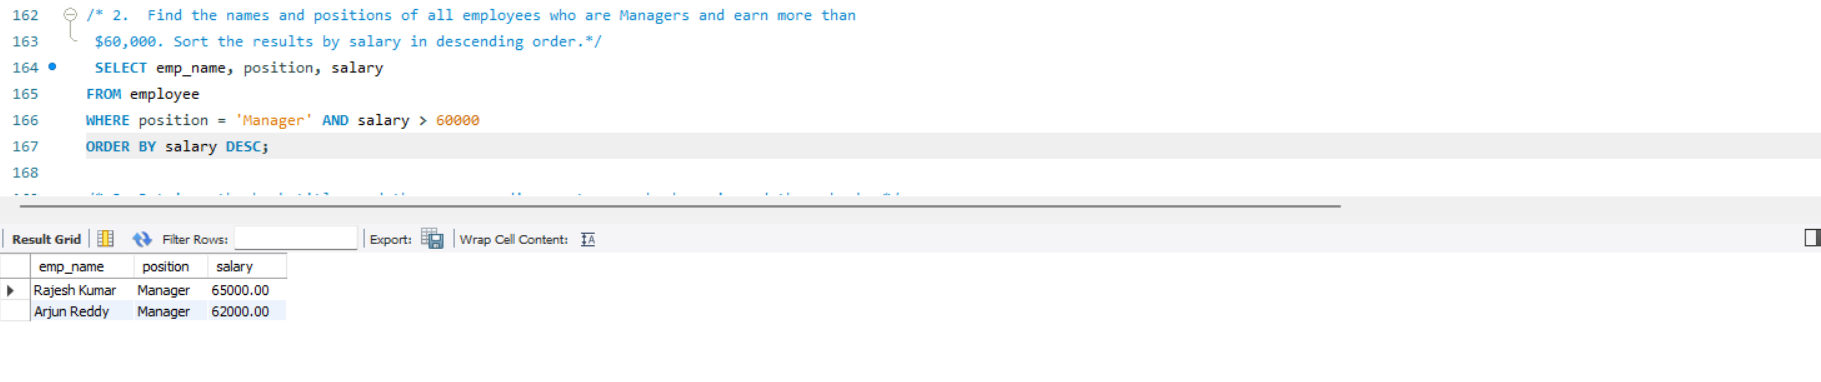 162 /* 2.  Find the names and positions of all employees who are Managers and earn more than
163 $60,000. Sort the results by salary in descending order.*/
164 SELECT emp_name, position, salary
165 FROM employee
166 WHERE position = 'Manager' AND salary > 60000
167 ORDER BY salary DESC;
168
Result Grid Filter Rows: Export: Wrap Cell Content:
emp_name position salary
Rajesh Kumar Manager 65000.00
Arjun Reddy Manager 62000.00